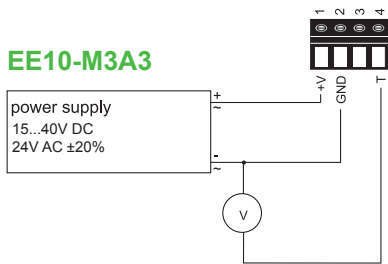 1 2 3 4
+V GND T
EE10-M3A3
power supply
15...40V DC
24V AC ±20%
+
~
-
~
V